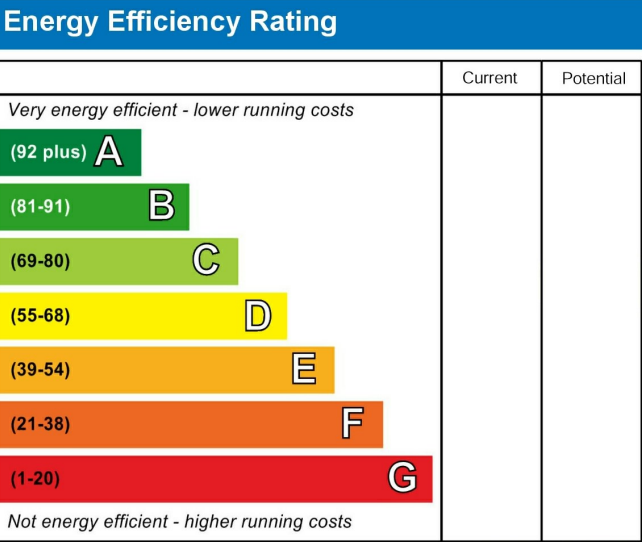 Energy Efficiency Rating
Current Potential
Very energy efficient - lower running costs
(92 plus) A
(81-91) B
(69-80) C
(55-68) D
(39-54) E
(21-38) F
(1-20) G
Not energy efficient - higher running costs